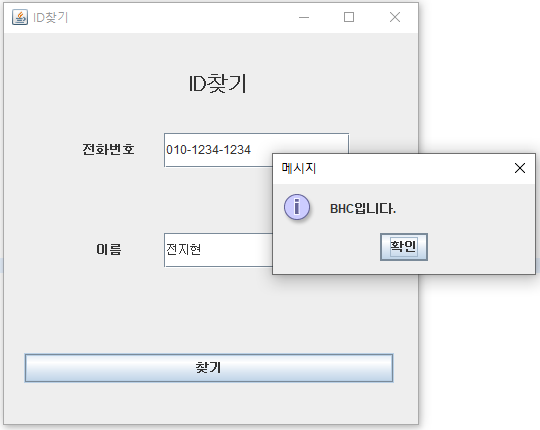 ID찾기
ID찾기
전화번호
010-1234-1234
메시지
BHC입니다.
확인
이름
전지현
찾기